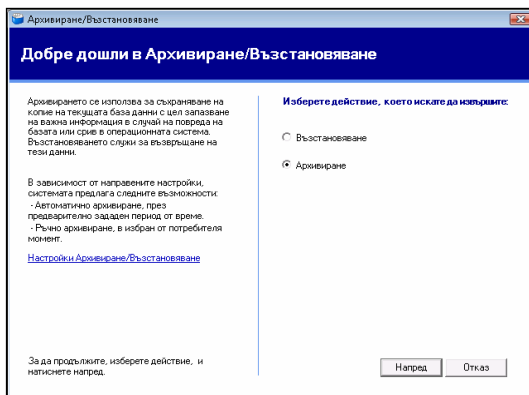 Архивиране/Възстановяване
Добре дошли в Архивиране/Възстановяване
Архивирането се използва за съхраняване на
копие на текущата база данни с цел запазване
на важна информация в случай на повреда на
базата или срив в операционната система.
Възстановяването служи за възвръщане на
тези данни.
В зависимост от направените настройки,
системата предлага следните възможности:
- Автоматично архивиране, през
предварително зададен период от време.
- Ръчно архивиране, в избран от потребителя
момент.
Настройки Архивиране/Възстановяване
За да продължите, изберете действие, и
натиснете напред.
Изберете действие, което искате да извършите:
Възстановяване
Архивиране
Напред
Отказ